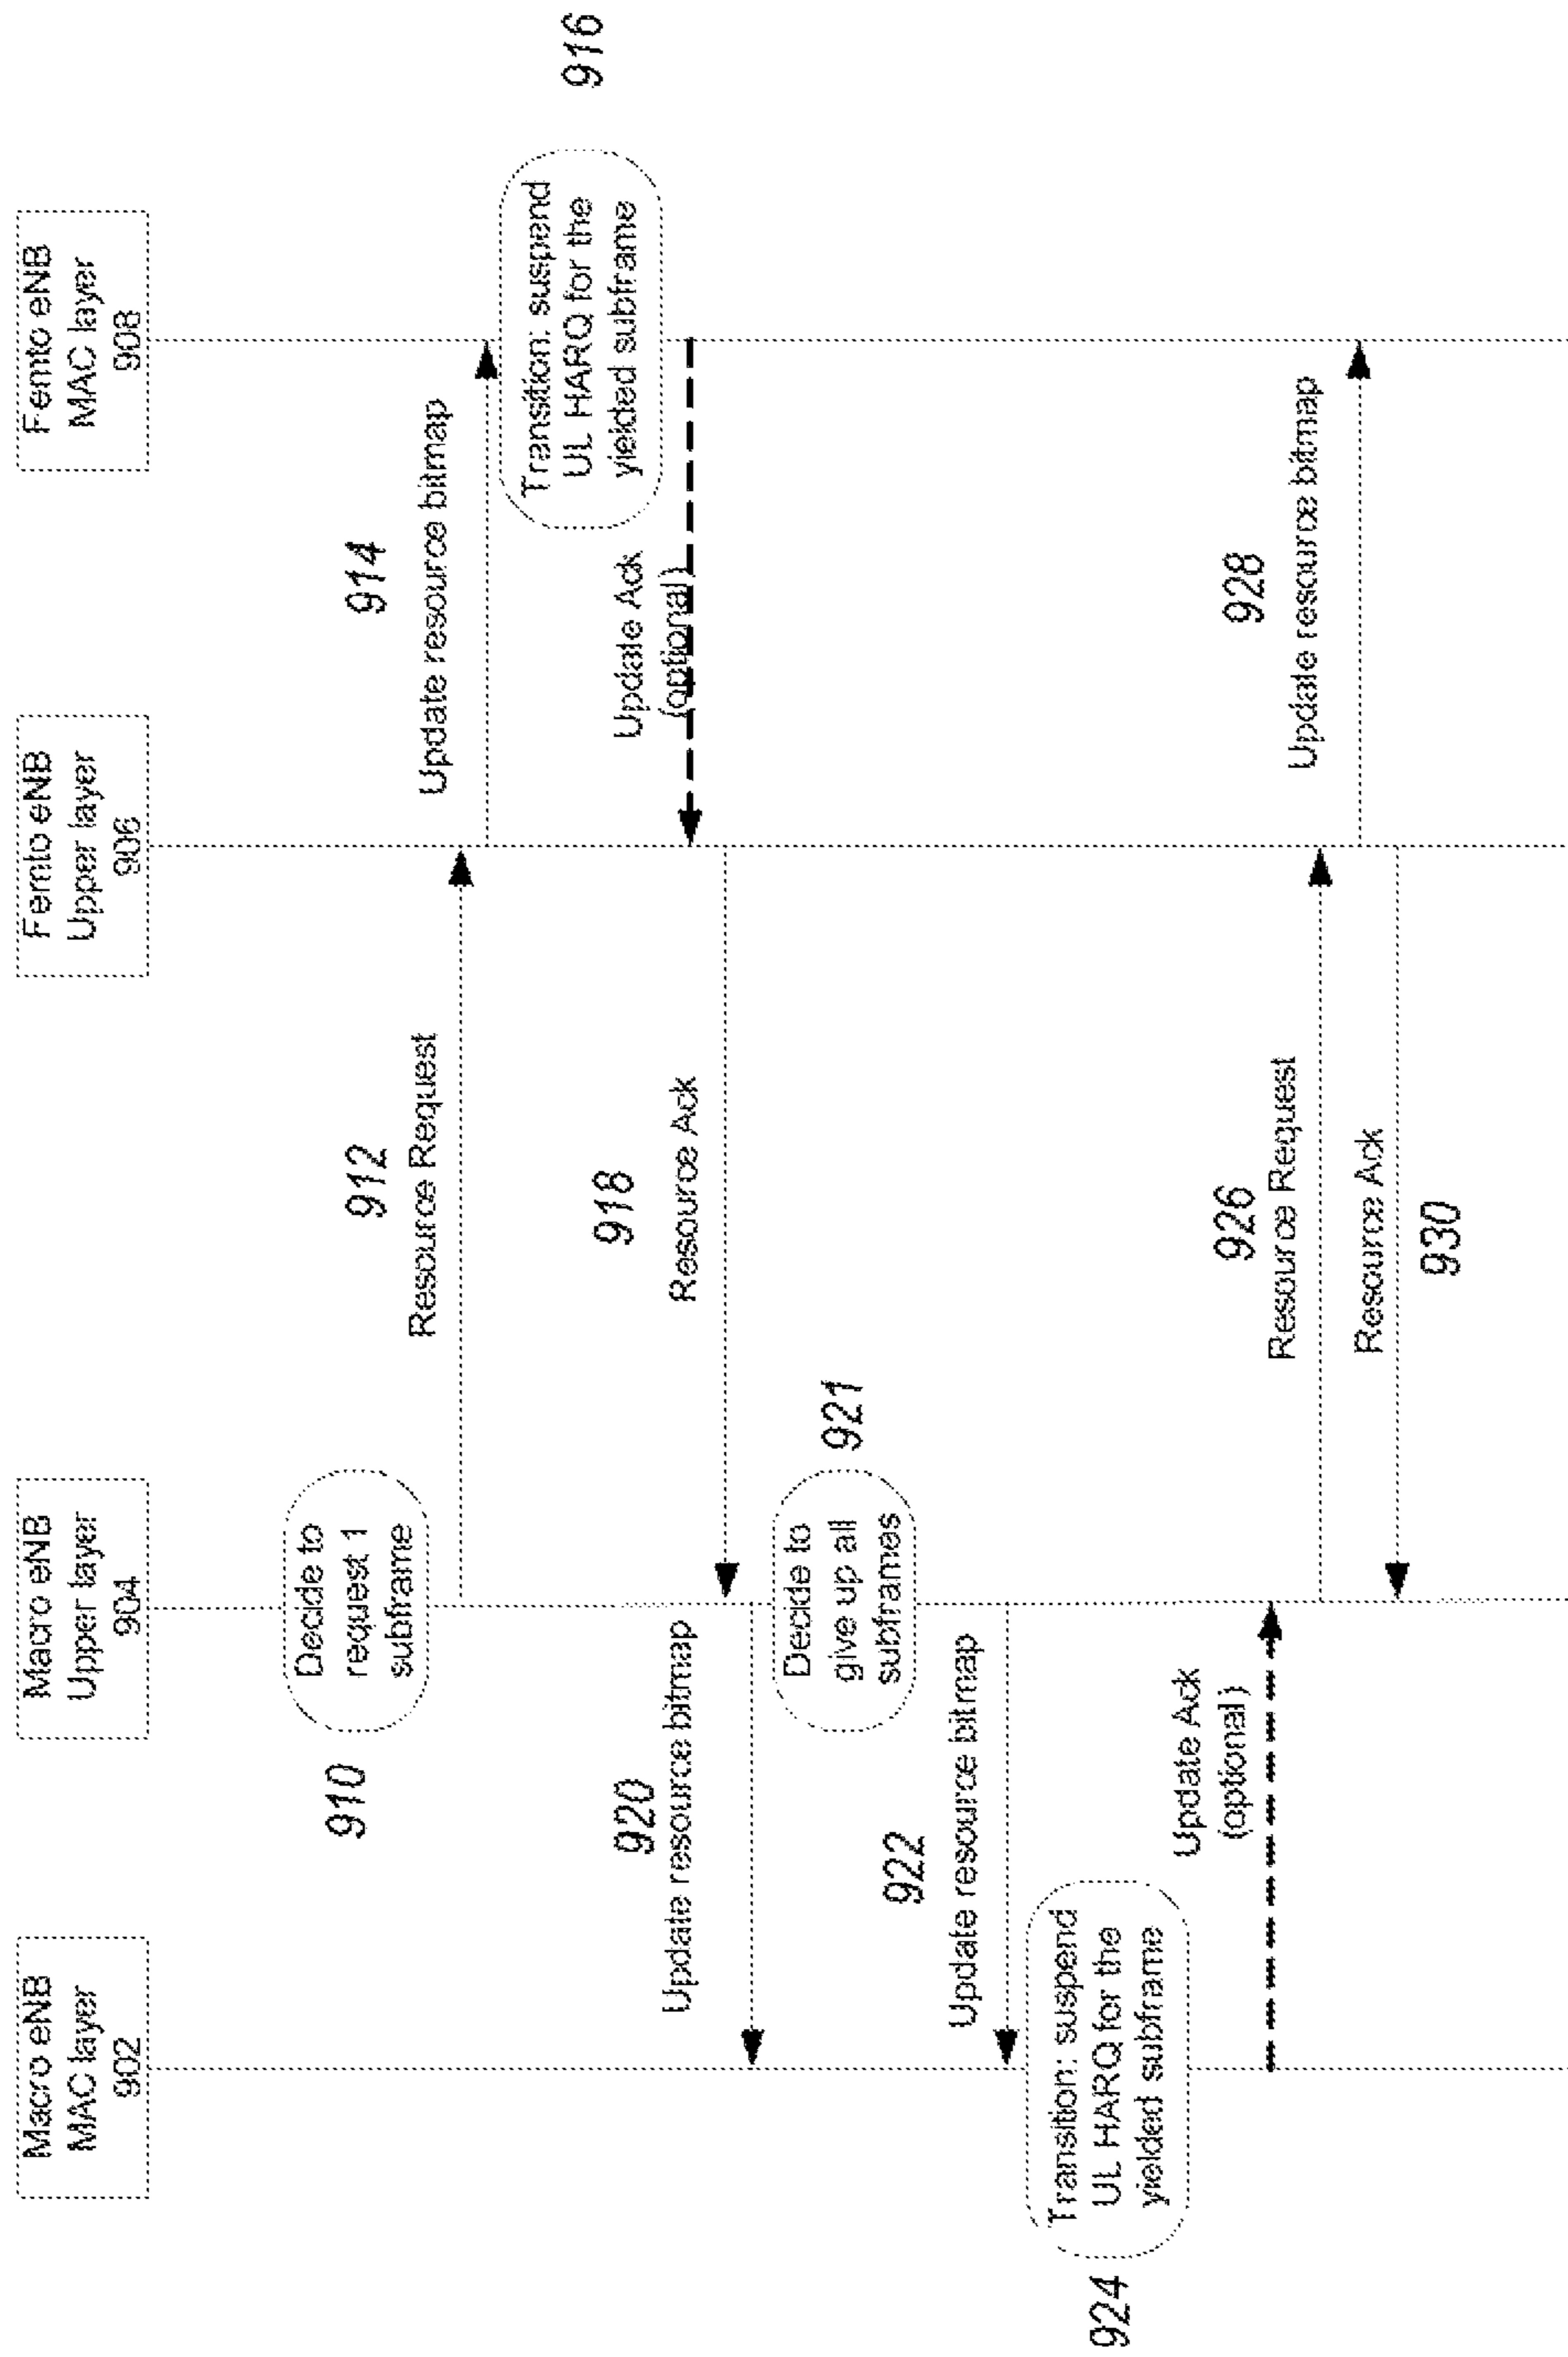 Macro eNB
MAC layer
902
Macro eNB
Upper layer
904
Femto eNB
Upper layer
906
Femto eNB
MAC layer
908
910
Decide to
request 1
subframe
912
Resource Request
914
Update resource bitmap
Transition: suspend
UL HARQ for the
yielded subframe
916
Update Ack
(optional)
918
Resource Ack
920
Update resource bitmap
Decide to
give up all
subframes
921
922
Update resource bitmap
924
Transition: suspend
UL HARQ for the
yielded subframe
Update Ack
(optional)
926
Resource Request
928
Update resource bitmap
Resource Ack
930